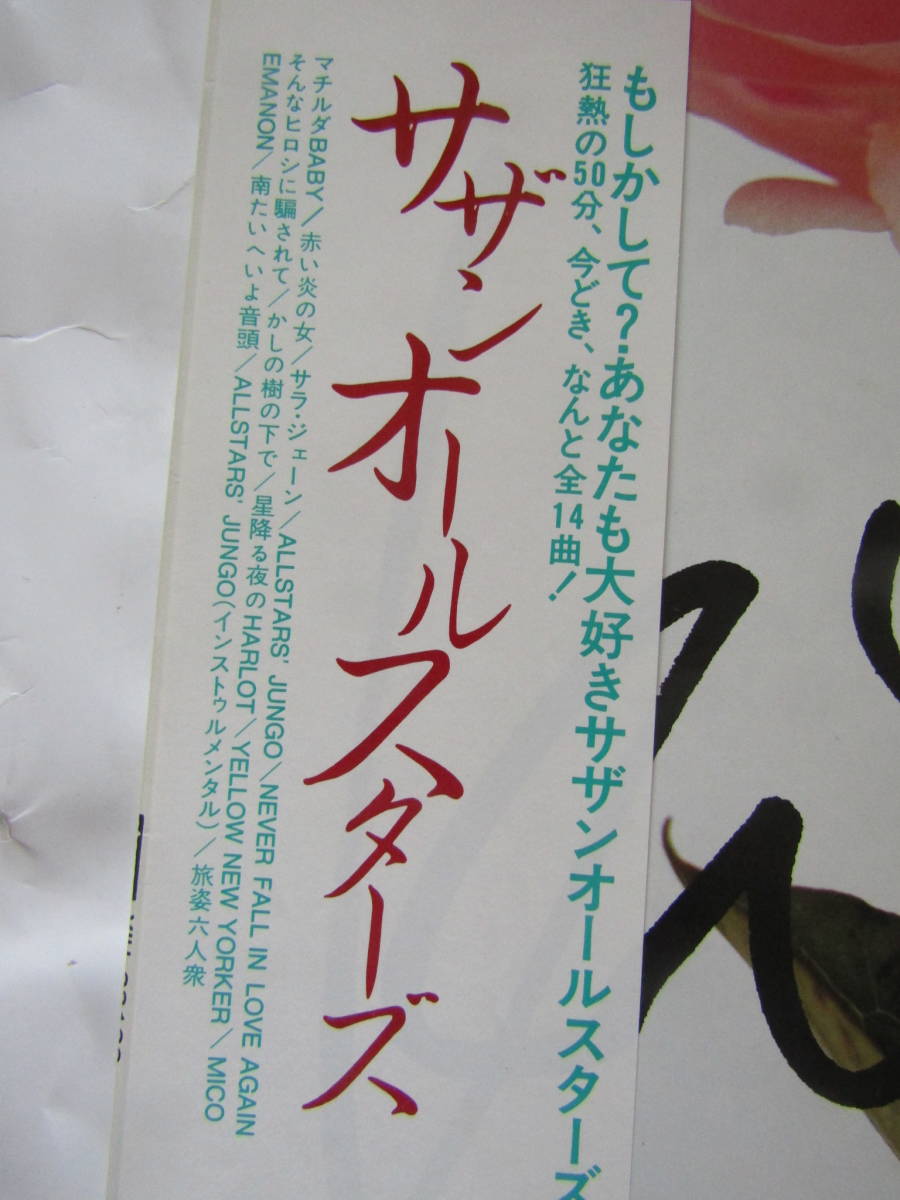 もしかして?あなたも大好きサザンオールスターズ
狂熱の50分、今どき、なんと全14曲!
サザンオールスターズ
マチルダBABY/赤い炎の女/サラ・ジェーン/ALLSTARS' JUNGO/NEVER FALL IN LOVE AGAIN
そんなヒロシに騙されて/かしの樹の下で/星降る夜のHARLOT/YELLOW NEW YORKER/MICO
EMANON/南たいへいよ音頭/ALLSTARS' JUNGO(インストゥルメンタル)/旅姿六人衆